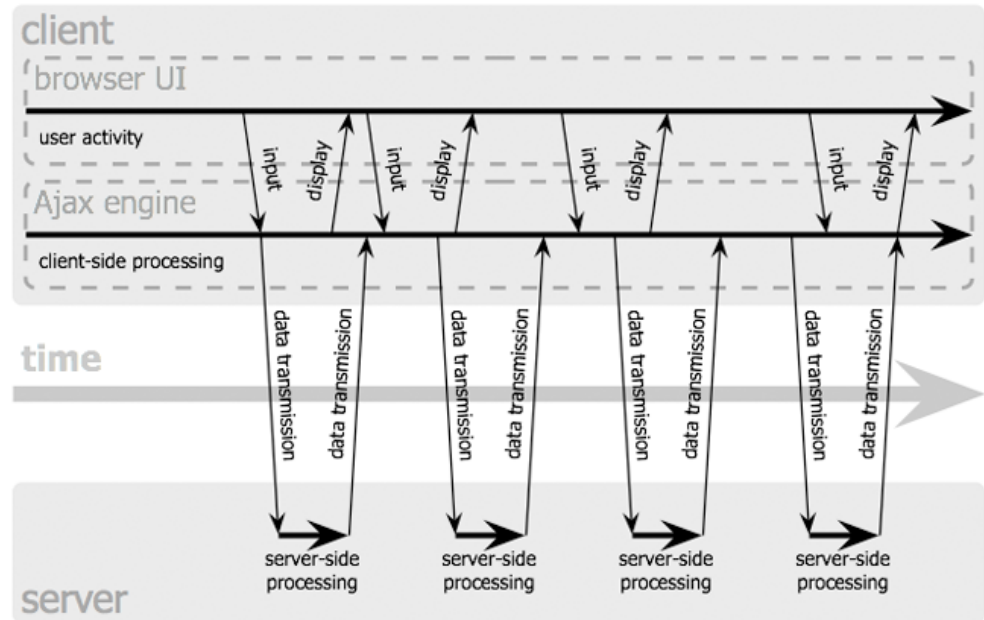 client
browser UI
user activity
input
display
input
display
input
display
input
display
Ajax engine
client-side processing
data transmission
data transmission
data transmission
data transmission
data transmission
data transmission
data transmission
data transmission
time
server-side
processing
server-side
processing
server-side
processing
server-side
processing
server